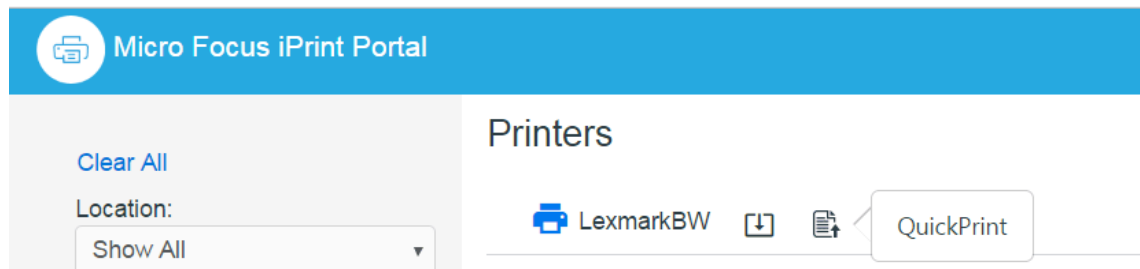 Micro Focus iPrint Portal
Printers
Clear All
Location:
Show All
LexmarkBW QuickPrint